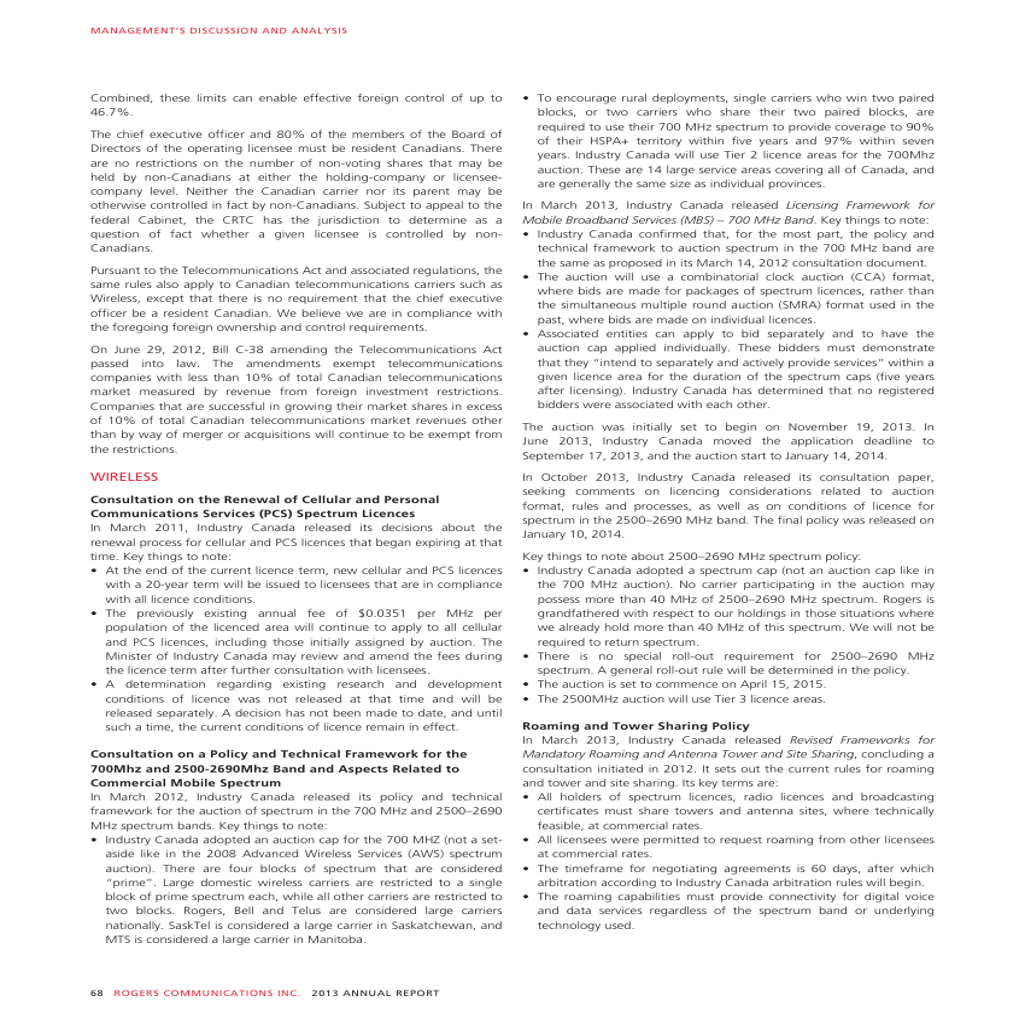 MANAGEMENT'S DISCUSSION AND ANALYSIS
Combined, these limits can enable effective foreign control of up to
46.7%.
The chief executive officer and 80% of the members of the Board of
Directors of the operating licensee must be resident Canadians. There
are no restrictions on the number of non-voting shares that may be
held by non-Canadians at either the holding-company or licensee-
company level. Neither the Canadian carrier nor its parent may be
otherwise controlled in fact by non-Canadians. Subject to appeal to the
federal Cabinet, the CRTC has the jurisdiction to determine as a
question of fact whether a given licensee is controlled by non-
Canadians.
Pursuant to the Telecommunications Act and associated regulations, the
same rules also apply to Canadian telecommunications carriers such as
Wireless, except that there is no requirement that the chief executive
officer be a resident Canadian. We believe we are in compliance with
the foregoing foreign ownership and control requirements.
On June 29, 2012, Bill C-38 amending the Telecommunications Act
passed into law. The amendments exempt telecommunications
companies with less than 10% of total Canadian telecommunications
market measured by revenue from foreign investment restrictions.
Companies that are successful in growing their market shares in excess
of 10% of total Canadian telecommunications market revenues other
than by way of merger or acquisitions will continue to be exempt from
the restrictions.
WIRELESS
Consultation on the Renewal of Cellular and Personal
Communications Services (PCS) Spectrum Licences
In March 2011, Industry Canada released its decisions about the
renewal process for cellular and PCS licences that began expiring at that
time. Key things to note:
• At the end of the current licence term, new cellular and PCS licences
with a 20-year term will be issued to licensees that are in compliance
with all licence conditions.
• The previously existing annual fee of $0.0351 per MHz per
population of the licenced area will continue to apply to all cellular
and PCS licences, including those initially assigned by auction. The
Minister of Industry Canada may review and amend the fees during
the licence term after further consultation with licensees.
• A determination regarding existing research and development
conditions of licence was not released at that time and will be
released separately. A decision has not been made to date, and until
such a time, the current conditions of licence remain in effect.
Consultation on a Policy and Technical Framework for the
700Mhz and 2500-2690Mhz Band and Aspects Related to
Commercial Mobile Spectrum
In March 2012, Industry Canada released its policy and technical
framework for the auction of spectrum in the 700 MHz and 2500–2690
MHz spectrum bands. Key things to note:
• Industry Canada adopted an auction cap for the 700 MHZ (not a set-
aside like in the 2008 Advanced Wireless Services (AWS) spectrum
auction). There are four blocks of spectrum that are considered
"prime". Large domestic wireless carriers are restricted to a single
block of prime spectrum each, while all other carriers are restricted to
two blocks. Rogers, Bell and Telus are considered large carriers
nationally. SaskTel is considered a large carrier in Saskatchewan, and
MTS is considered a large carrier in Manitoba.
• To encourage rural deployments, single carriers who win two paired
blocks, or two carriers who share their two paired blocks, are
required to use their 700 MHz spectrum to provide coverage to 90%
of their HSPA+ territory within five years and 97% within seven
years. Industry Canada will use Tier 2 licence areas for the 700Mhz
auction. These are 14 large service areas covering all of Canada, and
are generally the same size as individual provinces.
In March 2013, Industry Canada released Licensing Framework for
Mobile Broadband Services (MBS) – 700 MHz Band. Key things to note:
• Industry Canada confirmed that, for the most part, the policy and
technical framework to auction spectrum in the 700 MHz band are
the same as proposed in its March 14, 2012 consultation document.
• The auction will use a combinatorial clock auction (CCA) format,
where bids are made for packages of spectrum licences, rather than
the simultaneous multiple round auction (SMRA) format used in the
past, where bids are made on individual licences.
• Associated entities can apply to bid separately and to have the
auction cap applied individually. These bidders must demonstrate
that they "intend to separately and actively provide services" within a
given licence area for the duration of the spectrum caps (five years
after licensing). Industry Canada has determined that no registered
bidders were associated with each other.
The auction was initially set to begin on November 19, 2013. In
June 2013, Industry Canada moved the application deadline to
September 17, 2013, and the auction start to January 14, 2014.
In October 2013, Industry Canada released its consultation paper,
seeking comments on licencing considerations related to auction
format, rules and processes, as well as on conditions of licence for
spectrum in the 2500–2690 MHz band. The final policy was released on
January 10, 2014.
Key things to note about 2500–2690 MHz spectrum policy:
• Industry Canada adopted a spectrum cap (not an auction cap like in
the 700 MHz auction). No carrier participating in the auction may
possess more than 40 MHz of 2500–2690 MHz spectrum. Rogers is
grandfathered with respect to our holdings in those situations where
we already hold more than 40 MHz of this spectrum. We will not be
required to return spectrum.
• There is no special roll-out requirement for 2500–2690 MHz
spectrum. A general roll-out rule will be determined in the policy.
• The auction is set to commence on April 15, 2015.
• The 2500MHz auction will use Tier 3 licence areas.
Roaming and Tower Sharing Policy
In March 2013, Industry Canada released Revised Frameworks for
Mandatory Roaming and Antenna Tower and Site Sharing, concluding a
consultation initiated in 2012. It sets out the current rules for roaming
and tower and site sharing. Its key terms are:
• All holders of spectrum licences, radio licences and broadcasting
certificates must share towers and antenna sites, where technically
feasible, at commercial rates.
• All licensees were permitted to request roaming from other licensees
at commercial rates.
• The timeframe for negotiating agreements is 60 days, after which
arbitration according to Industry Canada arbitration rules will begin.
• The roaming capabilities must provide connectivity for digital voice
and data services regardless of the spectrum band or underlying
technology used.
68 ROGERS COMMUNICATIONS INC. 2013 ANNUAL REPORT